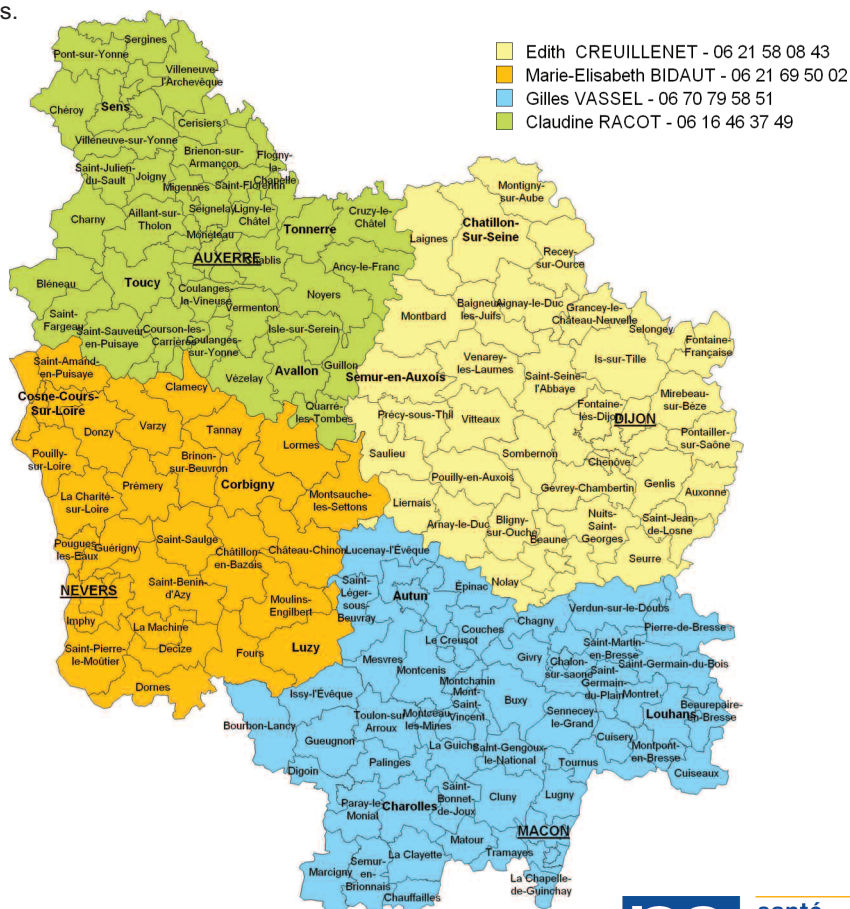 s.
Edith CREUILLENET - 06 21 58 08 43
Marie-Elisabeth BIDAUT - 06 21 69 50 02
Gilles VASSEL - 06 70 79 58 51
Claudine RACOT - 06 16 46 37 49
Sergines
Pont-sur-Yonne
Villeneuve-
l'Archevêque
Chéroy
Sens
Cerisiers
Villeneuve-sur-Yonne
Brienon-sur-
Armançon
Flogny-
la-
Chapelle
Saint-Julien-
du-Sault
Joigny
Migennes
Saint-Florentin
Charny
Aillant-sur-
Tholon
Seignelay
Ligny-le-
Châtel
Monéteau
Tonnerre
Cruzy-le-
Châtel
AUXERRE
Chablis
Ancy-le-Franc
Bléneau
Toucy
Coulanges-
la-Vineuse
Vermenton
Noyers
Saint-
Fargeau
Saint-Sauveur-
en-Puisaye
Courson-les-
Carrières
Coulanges-
sur-Yonne
Isle-sur-Serein
Vézelay
Avallon
Guillon
Quarré-
les-Tombes
Montigny-
sur-Aube
Laignes
Chatillon-
Sur-Seine
Recey-
sur-Ource
Montbard
Baigneux-
les-Juifs
Aignay-le-Duc
Grancey-le-
Château-Neuvelle
Selongey
Fontaine-
Française
Semur-en-Auxois
Venarey-
les-Laumes
Is-sur-Tille
Saint-Seine-
l'Abbaye
Mirebeau-
sur-Bèze
Précy-sous-Thil
Vitteaux
Fontaine-
lès-Dijon
DIJON
Pontailler-
sur-Saône
Saulieu
Sombernon
Chenôve
Pouilly-en-Auxois
Gevrey-Chambertin
Genlis
Auxonne
Liernais
Arnay-le-Duc
Bligny-
sur-Ouche
Beaune
Nuits-
Saint-
Georges
Saint-Jean-
de-Losne
Seurre
Nolay
Saint-Amand-
en-Puisaye
Clamecy
Cosne-Cours-
Sur-Loire
Donzy
Varzy
Tannay
Lormes
Pouilly-
sur-Loire
Brinon-
sur-Beuvron
Prémery
Corbigny
La Charité-
sur-Loire
Montsauche-
les-Settons
Pougues-
les-Eaux
Guérigny
Saint-Saulge
Châtillon-
en-Bazois
Château-Chinon
NEVERS
Saint-Benin-
d'Azy
Moulins-
Engilbert
Imphy
La Machine
Saint-Pierre-
le-Moûtier
Decize
Fours
Luzy
Dornes
Lucenay-l'Évêque
Saint-
Léger-
sous-
Beuvray
Autun
Épinac
Verdun-sur-le-Doubs
Chagny
Pierre-de-Bresse
Couches
Le Creusot
Saint-Martin-
en-Bresse
Mesvres
Givry
Chalon-
sur-saone
Saint-
Germain-
du-Plain
Saint-Germain-du-Bois
Montcenis
Montchanin
Montret
Issy-l'Évêque
Mont-
Saint-
Vincent
Buxy
Sennecey-
le-Grand
Louhans
Beaurepaire-
en-Bresse
Bourbon-Lancy
Toulon-sur-
Arroux
Montceau-
les-Mines
Gueugnon
La Guiche
Saint-Gengoux-
le-National
Cuisery
Montpont-
en-Bresse
Digoin
Palinges
Tournus
Cuiseaux
Paray-le-
Monial
Charolles
Saint-
Bonnet-
de-Joux
Cluny
Lugny
MACON
Matour
La Clayette
Tramayes
Marcigny
Semur-
en-
Brionnais
Chauffailles
La Chapelle-
de-Guinchay